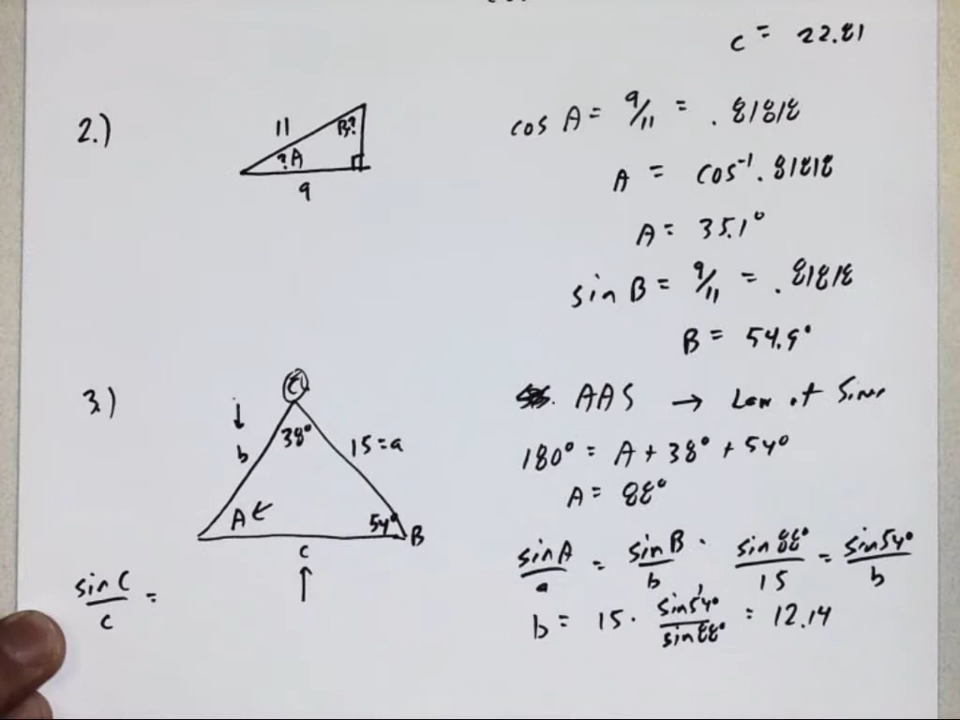 c = 22.81
2.)
11
B?
?A
9
cos A = 9/11 = .81818
A = cos⁻¹ .81818
A = 35.1°
sin B = 9/11 = .81818
B = 54.9°
3.)
C
38°
b
15=a
A
54°
B
c
AAS → Law of Sines
180° = A + 38° + 54°
A = 88°
sin A / a = sin B / b . sin 88° / 15 = sin 54° / b
b = 15 · sin 54° / sin 88° = 12.14
sin C / c =